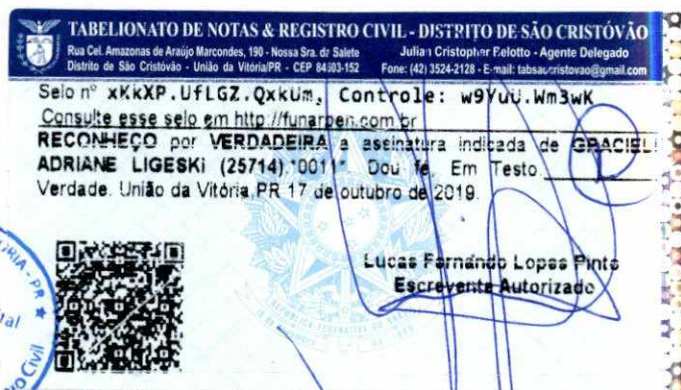 TABELIONATO DE NOTAS & REGISTRO CIVIL - DISTRITO DE SÃO CRISTÓVÃO
Rua Cel. Amazonas de Araújo Marcondes, 190 - Nossa Sra. de Salete Julian Cristopher Pelotto - Agente Delegado
Distrito de São Cristóvão - União da Vitória/PR - CEP 84603-152 Fone: (42) 3524-2128 - E-mail: tabsaocristovao@gmail.com
Selo nº xKkXP.UfLGZ.QxkUm, Controle: w9YuU.Wm3wK
Consulte esse selo em http://funarpen.com.br
RECONHEÇO por VERDADEIRA a assinatura indicada de GRACIELI
ADRIANE LIGESKI (25714).*0011* Dou fé. Em Testo.
Verdade. União da Vitória,PR 17 de outubro de 2019.
Lucas Fernando Lopes Pinto
Escrevente Autorizado
- PR
Civil